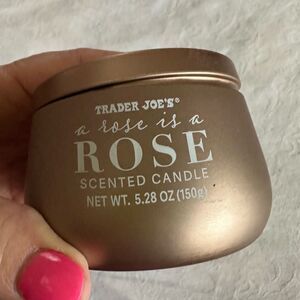 TRADER JOE'S®
a rose is a
ROSE
SCENTED CANDLE
NET WT. 5.28 OZ (150g)